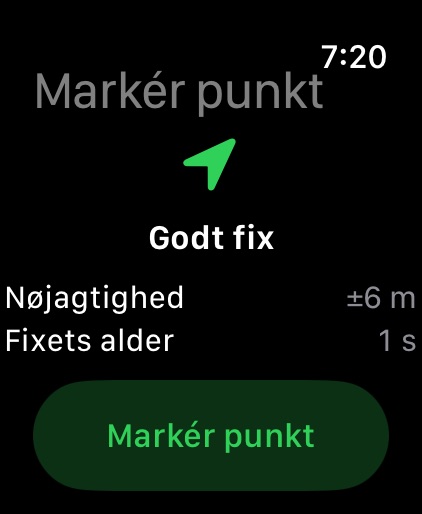 7:20
Markér punkt
Godt fix
Nøjagtighed ±6 m
Fixets alder 1 s
Markér punkt